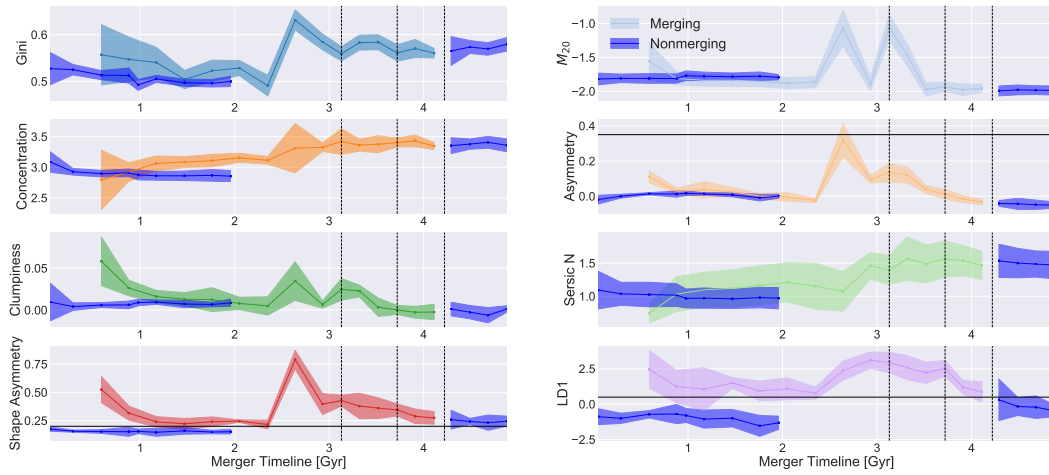 Gini
0.6
0.5
1 2 3 4
Concentration
3.5
3.0
2.5
1 2 3 4
Clumpiness
0.05
0.00
1 2 3 4
Shape Asymmetry
0.75
0.50
0.25
1 2 3 4
Merger Timeline [Gyr]
M20
−1.0
−1.5
−2.0
Merging
Nonmerging
1 2 3 4
Asymmetry
0.4
0.2
0.0
1 2 3 4
Sersic N
1.5
1.0
1 2 3 4
LD1
2.5
0.0
−2.5
1 2 3 4
Merger Timeline [Gyr]